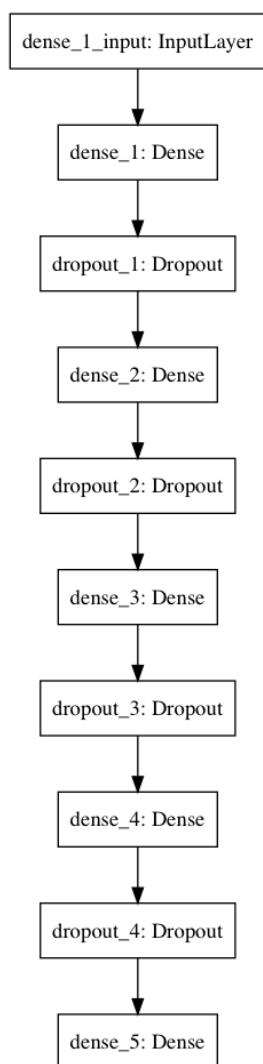 dense_1_input: InputLayer
dense_1: Dense
dropout_1: Dropout
dense_2: Dense
dropout_2: Dropout
dense_3: Dense
dropout_3: Dropout
dense_4: Dense
dropout_4: Dropout
dense_5: Dense